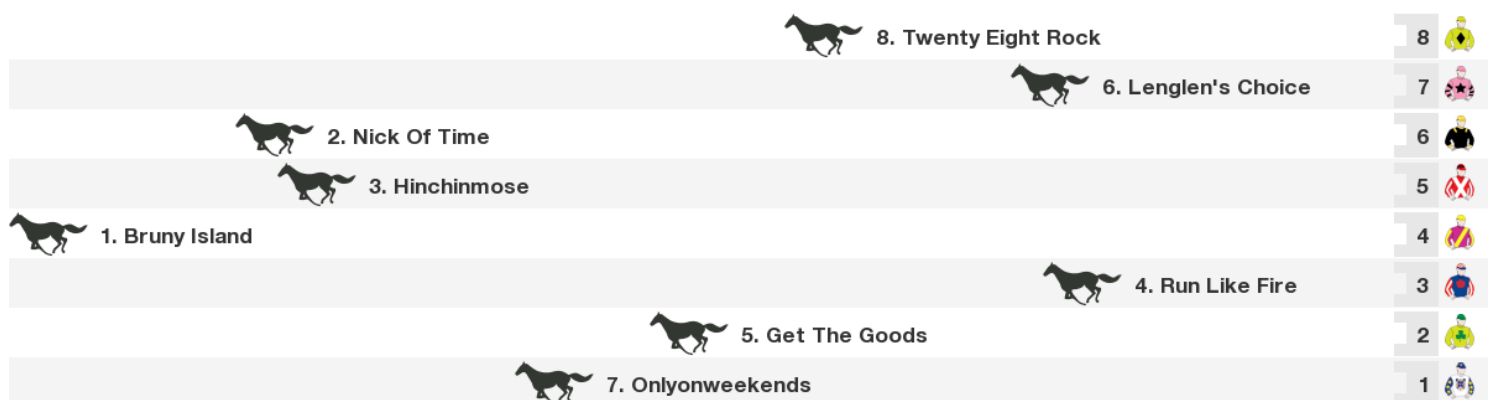 8. Twenty Eight Rock 8
6. Lenglen's Choice 7
2. Nick Of Time 6
3. Hinchinmose 5
1. Bruny Island 4
4. Run Like Fire 3
5. Get The Goods 2
7. Onlyonweekends 1